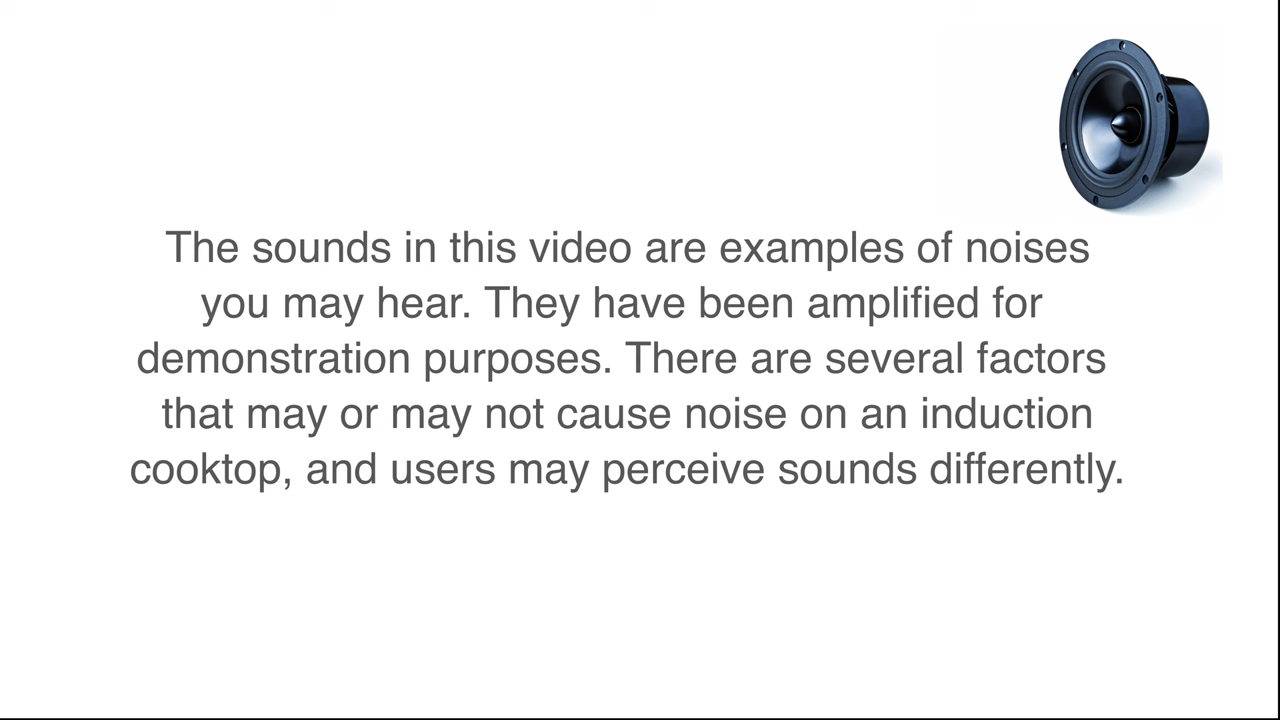 The sounds in this video are examples of noises
you may hear. They have been amplified for
demonstration purposes. There are several factors
that may or may not cause noise on an induction
cooktop, and users may perceive sounds differently.